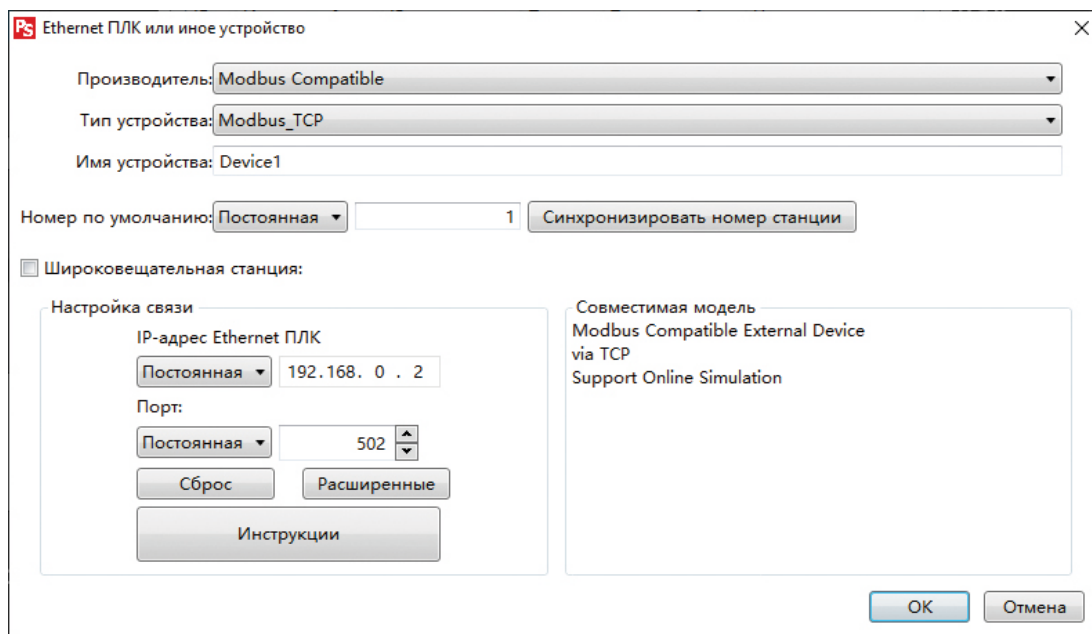 PS Ethernet ПЛК или иное устройство
Производитель: Modbus Compatible
Тип устройства: Modbus_TCP
Имя устройства: Device1
Номер по умолчанию: Постоянная 1 Синхронизировать номер станции
Широковещательная станция:
Настройка связи
IP-адрес Ethernet ПЛК
Постоянная 192.168. 0 . 2
Порт:
Постоянная 502
Сброс Расширенные
Инструкции
Совместимая модель
Modbus Compatible External Device
via TCP
Support Online Simulation
OK Отмена